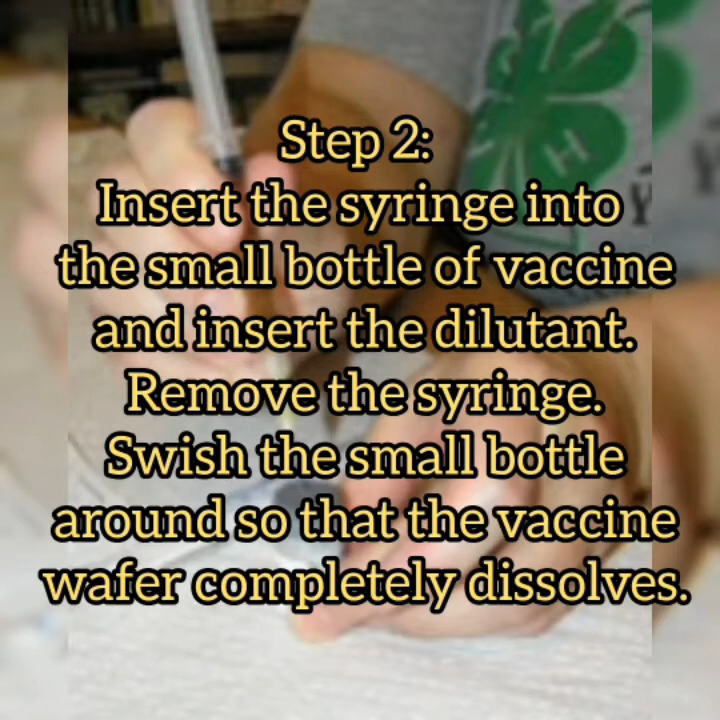 Step 2:
Insert the syringe into
the small bottle of vaccine
and insert the dilutant.
Remove the syringe.
Swish the small bottle
around so that the vaccine
wafer completely dissolves.
H